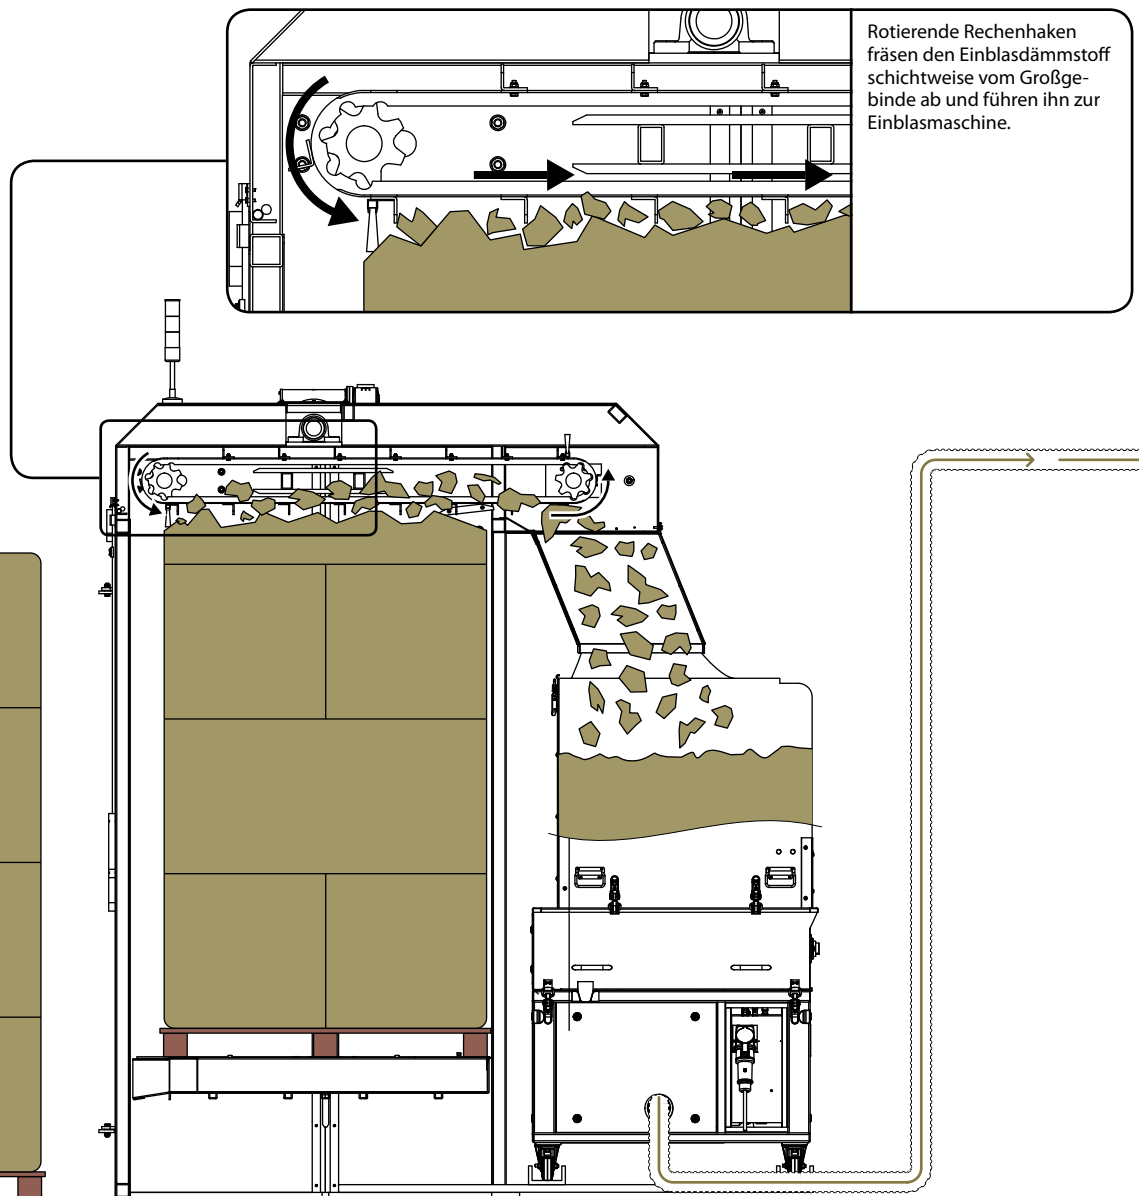 Rotierende Rechenhaken
fräsen den Einblasdämmstoff
schichtweise vom Großge-
binde ab und führen ihn zur
Einblasmaschine.